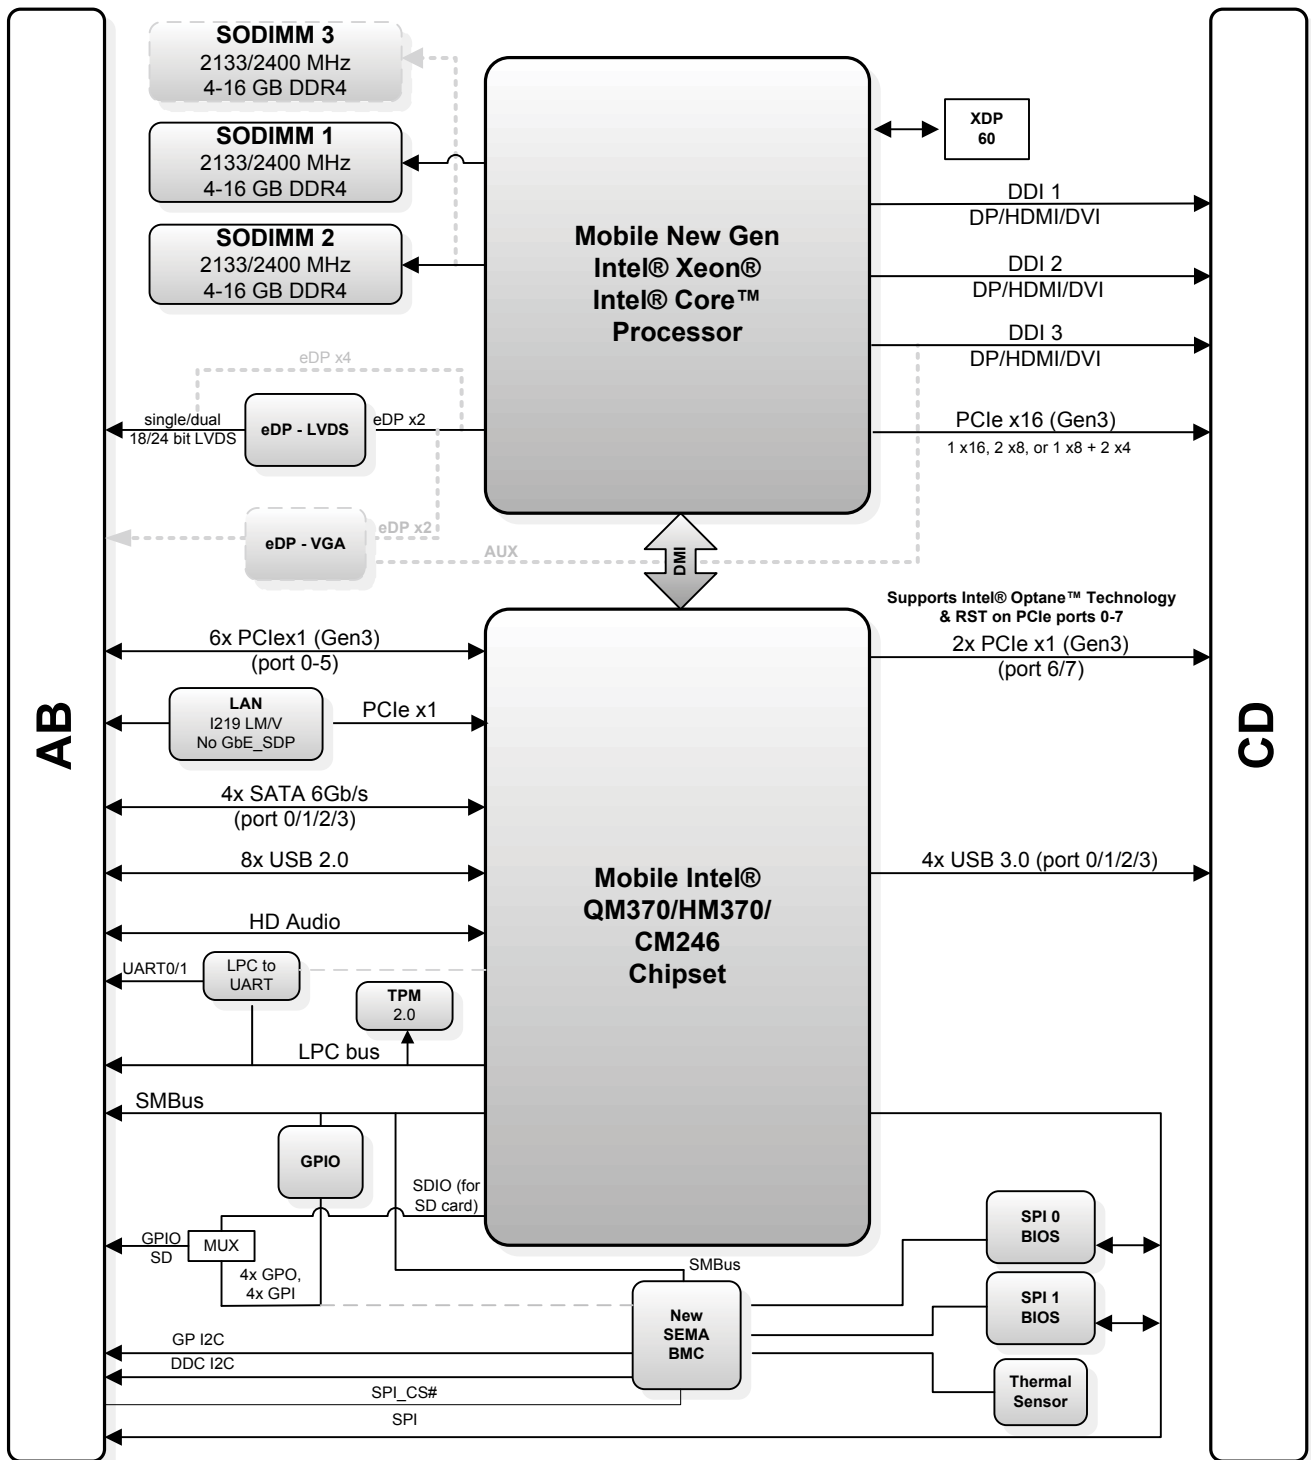 AB
CD
SODIMM 3
2133/2400 MHz
4-16 GB DDR4
SODIMM 1
2133/2400 MHz
4-16 GB DDR4
SODIMM 2
2133/2400 MHz
4-16 GB DDR4
Mobile New Gen
Intel® Xeon®
Intel® Core™
Processor
XDP
60
DDI 1
DP/HDMI/DVI
DDI 2
DP/HDMI/DVI
DDI 3
DP/HDMI/DVI
PCIe x16 (Gen3)
1 x16, 2 x8, or 1 x8 + 2 x4
eDP x4
single/dual
18/24 bit LVDS
eDP - LVDS
eDP x2
eDP - VGA
eDP x2
AUX
DMI
Supports Intel® Optane™ Technology
& RST on PCIe ports 0-7
2x PCIe x1 (Gen3)
(port 6/7)
6x PCIex1 (Gen3)
(port 0-5)
LAN
I219 LM/V
No GbE_SDP
PCIe x1
4x SATA 6Gb/s
(port 0/1/2/3)
8x USB 2.0
4x USB 3.0 (port 0/1/2/3)
Mobile Intel®
QM370/HM370/
CM246
Chipset
HD Audio
UART0/1
LPC to
UART
TPM
2.0
LPC bus
SMBus
GPIO
SDIO (for
SD card)
GPIO
SD
MUX
4x GPO,
4x GPI
SMBus
New
SEMA
BMC
SPI 0
BIOS
SPI 1
BIOS
Thermal
Sensor
GP I2C
DDC I2C
SPI_CS#
SPI